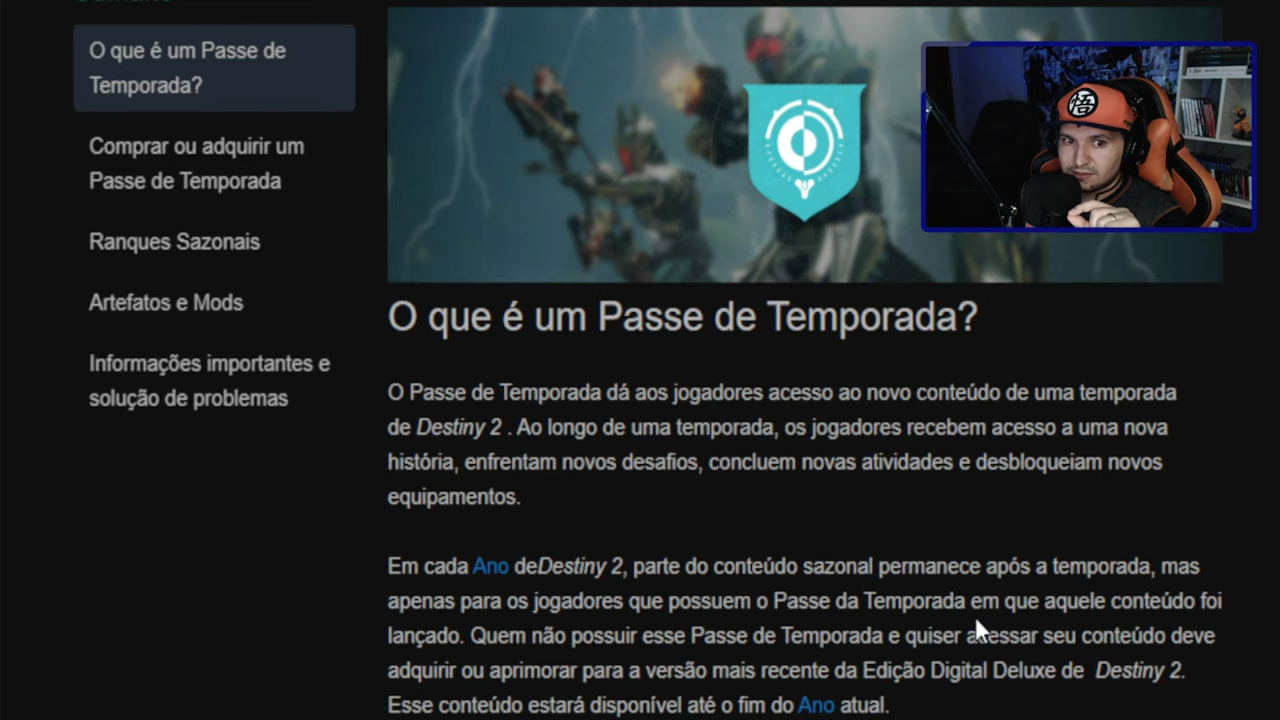 O que é um Passe de
Temporada?
Comprar ou adquirir um
Passe de Temporada
Ranques Sazonais
Artefatos e Mods
Informações importantes e
solução de problemas
悟
O que é um Passe de Temporada?
O Passe de Temporada dá aos jogadores acesso ao novo conteúdo de uma temporada
de Destiny 2 . Ao longo de uma temporada, os jogadores recebem acesso a uma nova
história, enfrentam novos desafios, concluem novas atividades e desbloqueiam novos
equipamentos.
Em cada Ano deDestiny 2, parte do conteúdo sazonal permanece após a temporada, mas
apenas para os jogadores que possuem o Passe da Temporada em que aquele conteúdo foi
lançado. Quem não possuir esse Passe de Temporada e quiser acessar seu conteúdo deve
adquirir ou aprimorar para a versão mais recente da Edição Digital Deluxe de Destiny 2.
Esse conteúdo estará disponível até o fim do Ano atual.